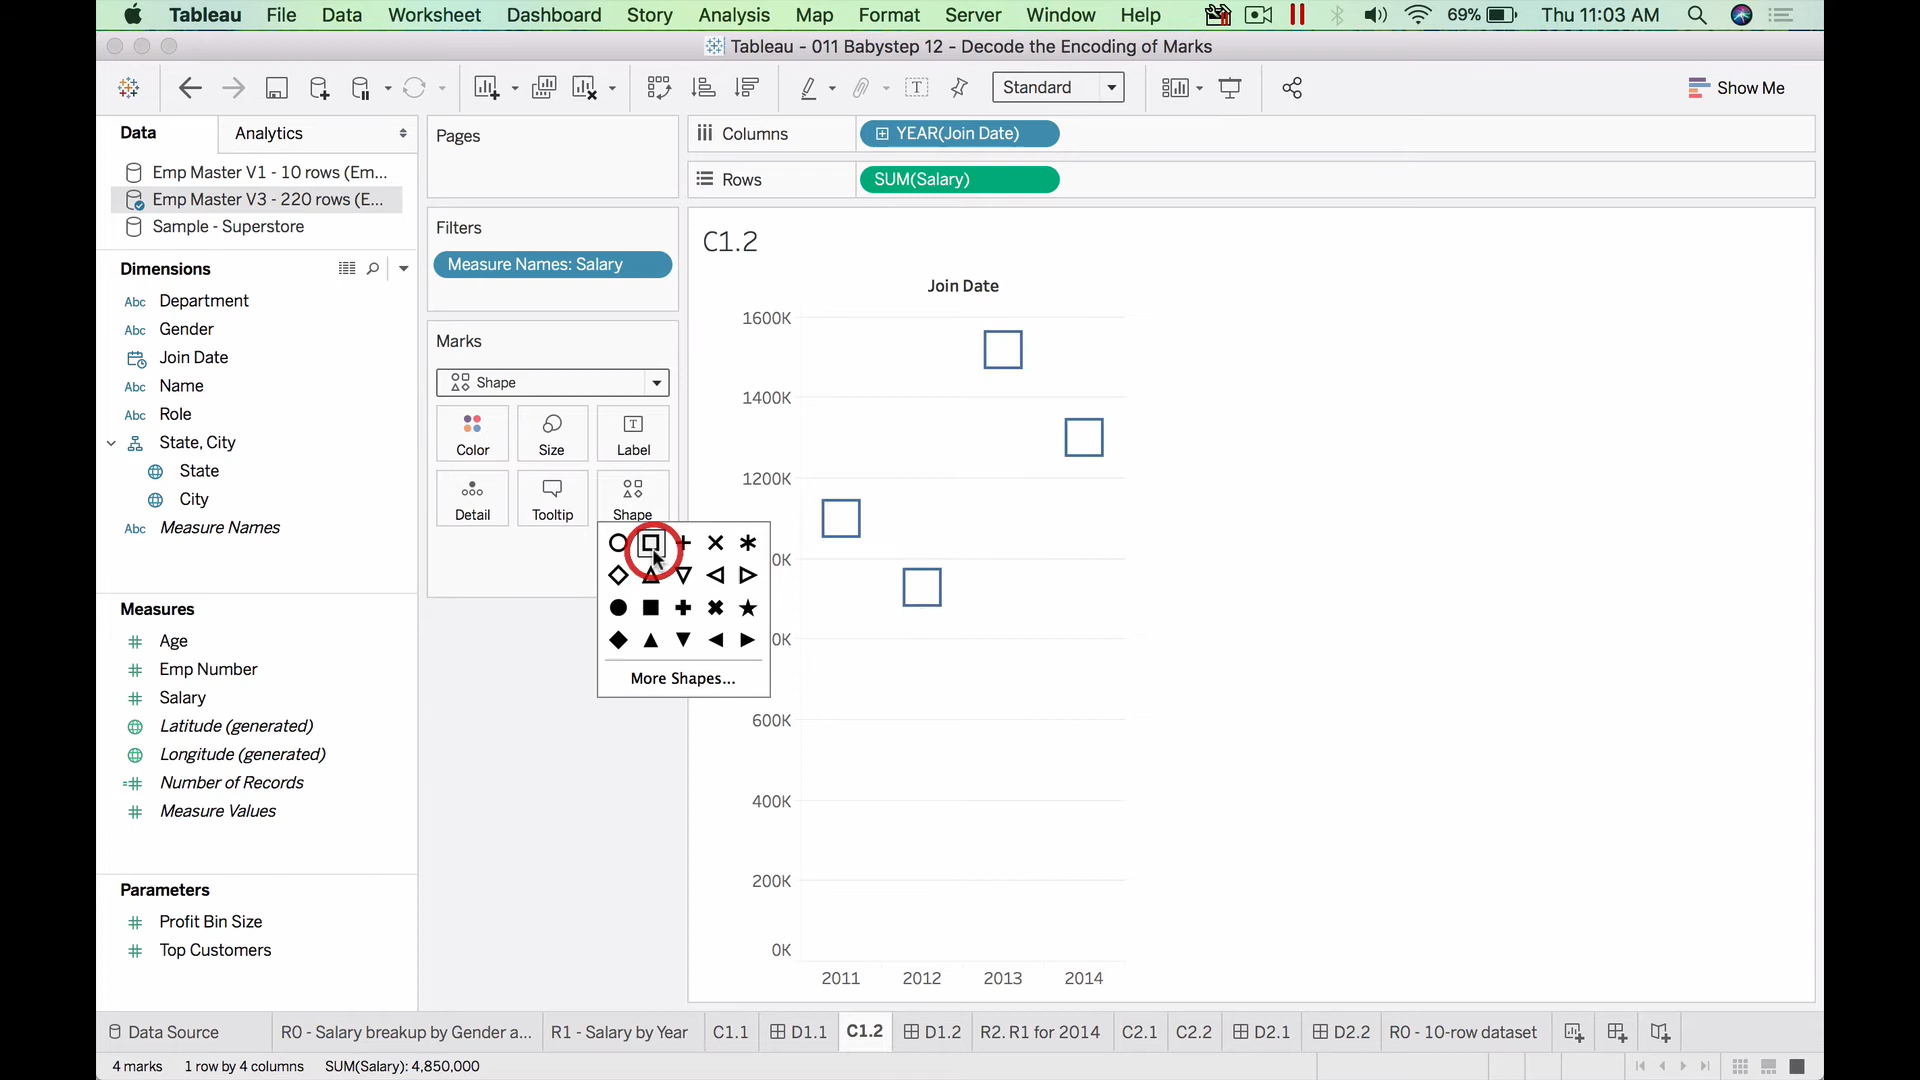 Tableau File Data Worksheet Dashboard Story Analysis Map Format Server Window Help 69% Thu 11:03 AM
Tableau - 011 Babystep 12 - Decode the Encoding of Marks
Standard Show Me
Data Analytics
Emp Master V1 - 10 rows (Em...
Emp Master V3 - 220 rows (E...
Sample - Superstore
Dimensions
Abc Department
Abc Gender
Join Date
Abc Name
Abc Role
State, City
State
City
Abc Measure Names
Measures
Age
Emp Number
Salary
Latitude (generated)
Longitude (generated)
Number of Records
Measure Values
Parameters
Profit Bin Size
Top Customers
Pages
Filters
Measure Names: Salary
Marks
Shape
Color Size Label
Detail Tooltip Shape
More Shapes...
Columns YEAR(Join Date)
Rows SUM(Salary)
C1.2
Join Date
1600K
1400K
1200K
0K
0K
600K
400K
200K
0K
2011 2012 2013 2014
Data Source R0 - Salary breakup by Gender a... R1 - Salary by Year C1.1 D1.1 C1.2 D1.2 R2. R1 for 2014 C2.1 C2.2 D2.1 D2.2 R0 - 10-row dataset
4 marks 1 row by 4 columns SUM(Salary): 4,850,000